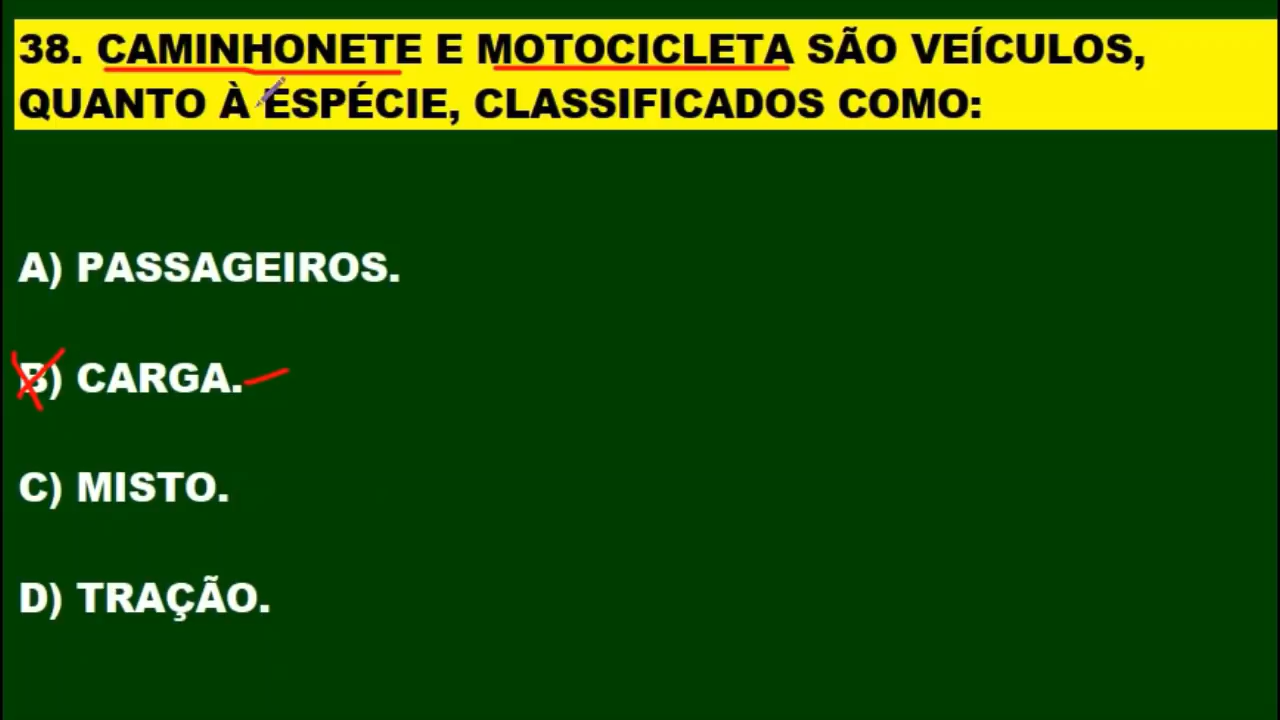 38. CAMINHONETE E MOTOCICLETA SÃO VEÍCULOS,
QUANTO À ESPÉCIE, CLASSIFICADOS COMO:
A) PASSAGEIROS.
B) CARGA.
C) MISTO.
D) TRAÇÃO.